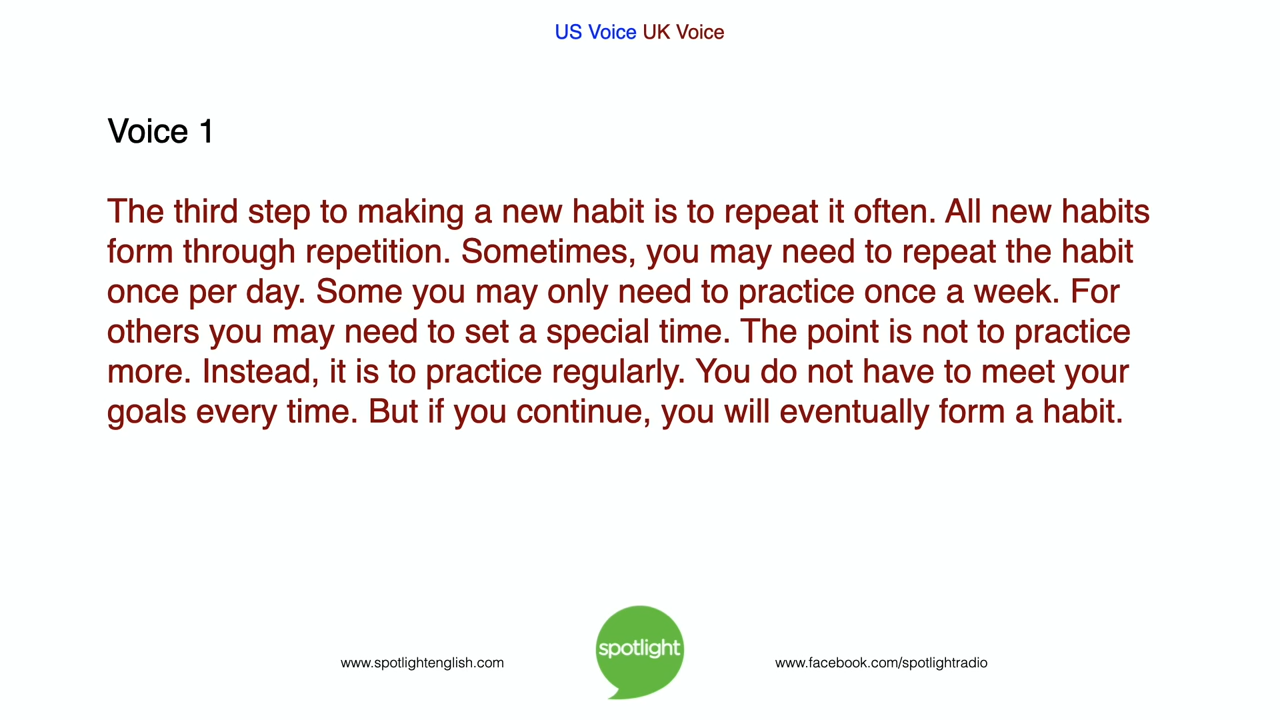 US Voice UK Voice
Voice 1
The third step to making a new habit is to repeat it often. All new habits
form through repetition. Sometimes, you may need to repeat the habit
once per day. Some you may only need to practice once a week. For
others you may need to set a special time. The point is not to practice
more. Instead, it is to practice regularly. You do not have to meet your
goals every time. But if you continue, you will eventually form a habit.
spotlight
www.spotlightenglish.com
www.facebook.com/spotlightradio